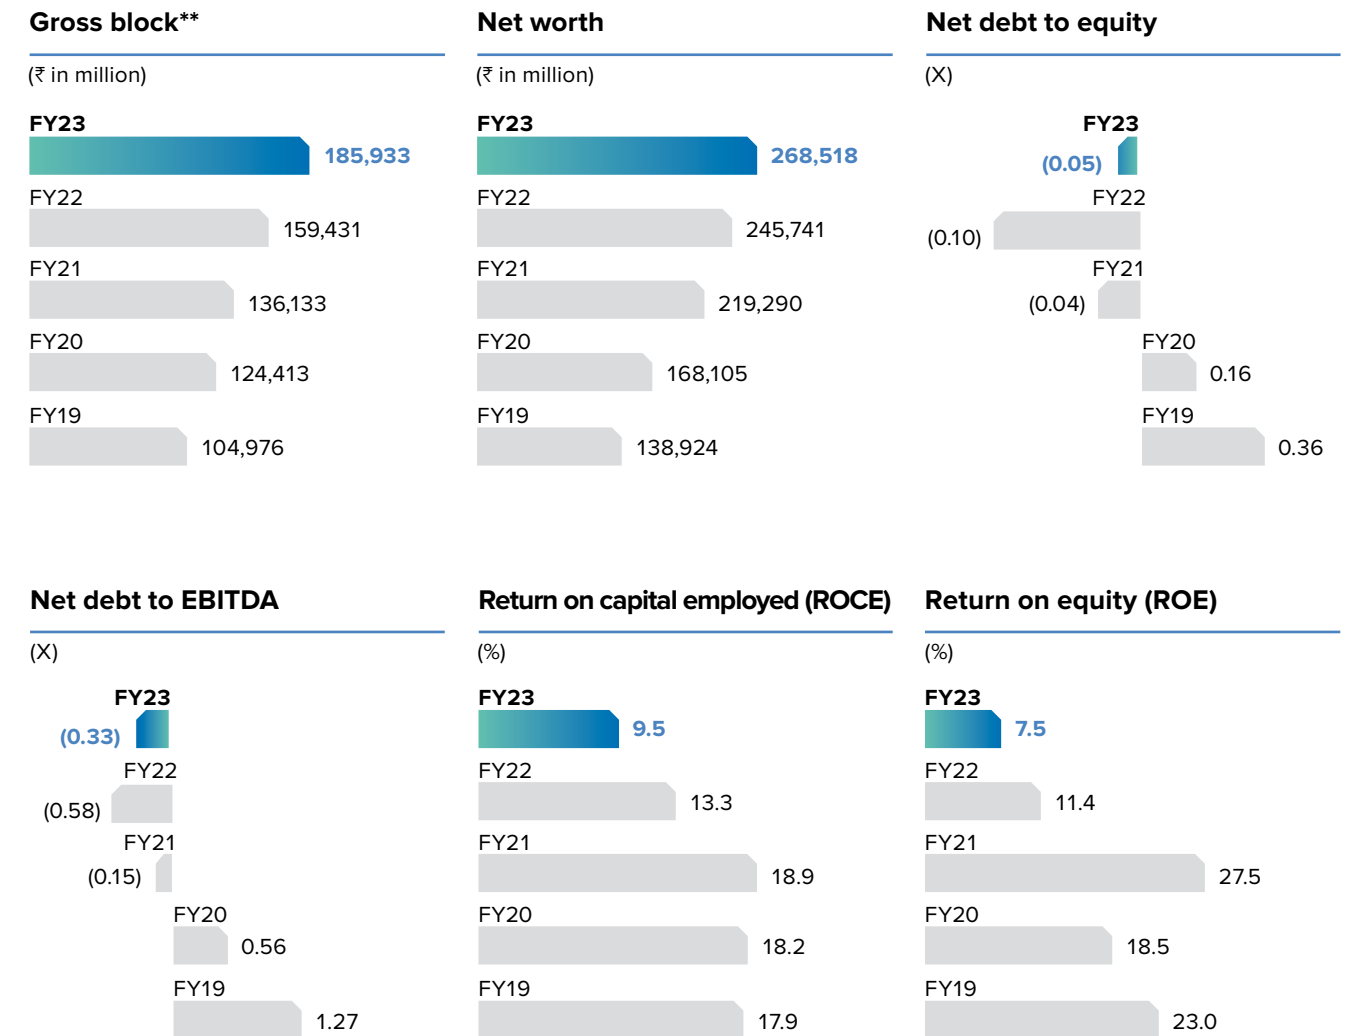 Gross block**
(₹ in million)
FY23
185,933
FY22
159,431
FY21
136,133
FY20
124,413
FY19
104,976
Net worth
(₹ in million)
FY23
268,518
FY22
245,741
FY21
219,290
FY20
168,105
FY19
138,924
Net debt to equity
(X)
FY23
(0.05)
FY22
(0.10)
FY21
(0.04)
FY20
0.16
FY19
0.36
Net debt to EBITDA
(X)
FY23
(0.33)
FY22
(0.58)
FY21
(0.15)
FY20
0.56
FY19
1.27
Return on capital employed (ROCE)
(%)
FY23
9.5
FY22
13.3
FY21
18.9
FY20
18.2
FY19
17.9
Return on equity (ROE)
(%)
FY23
7.5
FY22
11.4
FY21
27.5
FY20
18.5
FY19
23.0